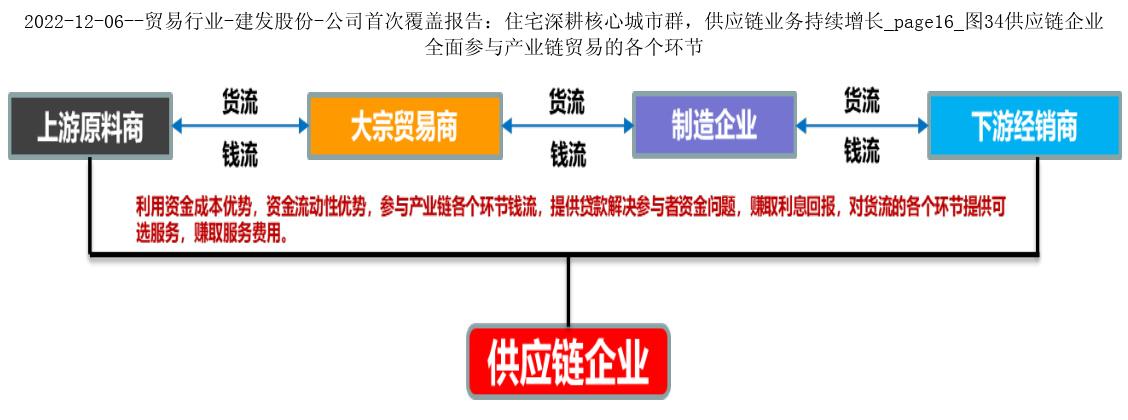 2022-12-06--贸易行业-建发股份-公司首次覆盖报告：住宅深耕核心城市群，供应链业务持续增长_page16_图34供应链企业
全面参与产业链贸易的各个环节
货流
货流
货流
上游原料商
大宗贸易商
制造企业
下游经销商
钱流
钱流
钱流
利用资金成本优势，资金流动性优势，参与产业链各个环节钱流，提供贷款解决参与者资金问题，赚取利息回报，对货流的各个环节提供可
选服务，赚取服务费用。
供应链企业